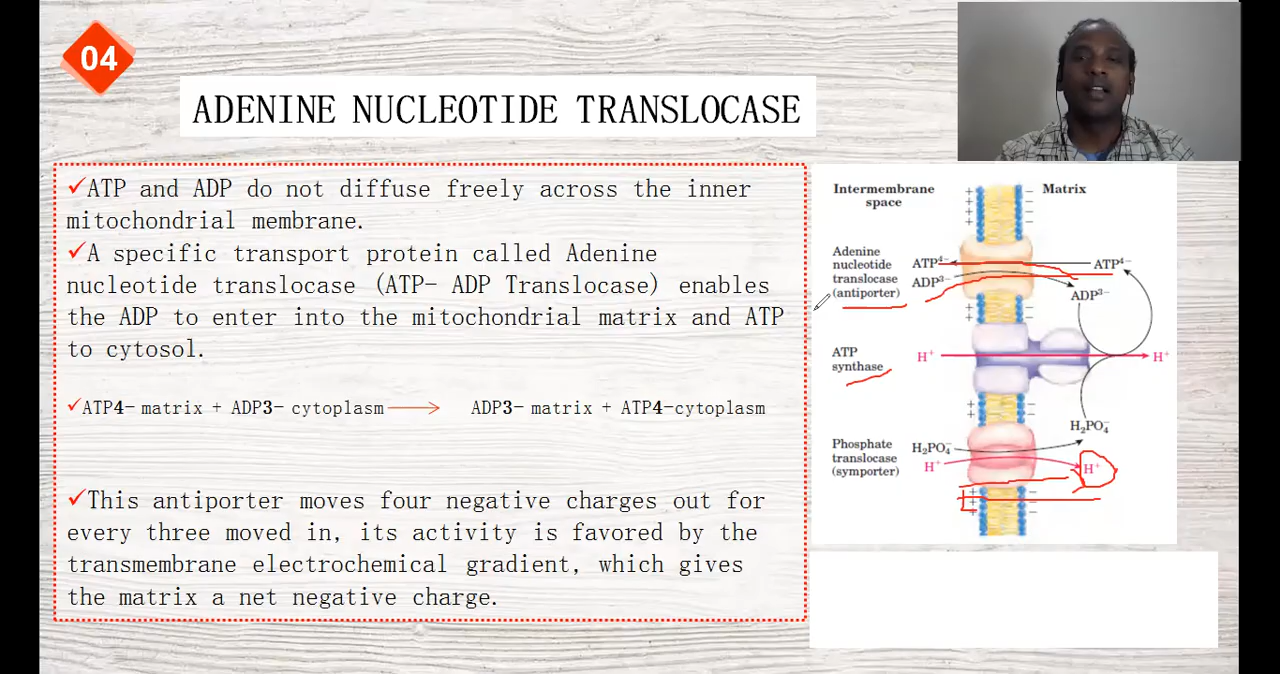 04
ADENINE NUCLEOTIDE TRANSLOCASE
✓ATP and ADP do not diffuse freely across the inner
mitochondrial membrane.
✓A specific transport protein called Adenine
nucleotide translocase (ATP- ADP Translocase) enables
the ADP to enter into the mitochondrial matrix and ATP
to cytosol.
✓ATP4- matrix + ADP3- cytoplasm → ADP3- matrix + ATP4-cytoplasm
✓This antiporter moves four negative charges out for
every three moved in, its activity is favored by the
transmembrane electrochemical gradient, which gives
the matrix a net negative charge.
Intermembrane
space
Matrix
Adenine
nucleotide
translocase
(antiporter)
ATP⁴⁻
ADP³⁻
ATP⁴⁻
ADP³⁻
ATP
synthase
H⁺
H⁺
Phosphate
translocase
(symporter)
H₂PO₄⁻
H⁺
H₂PO₄⁻
H⁺